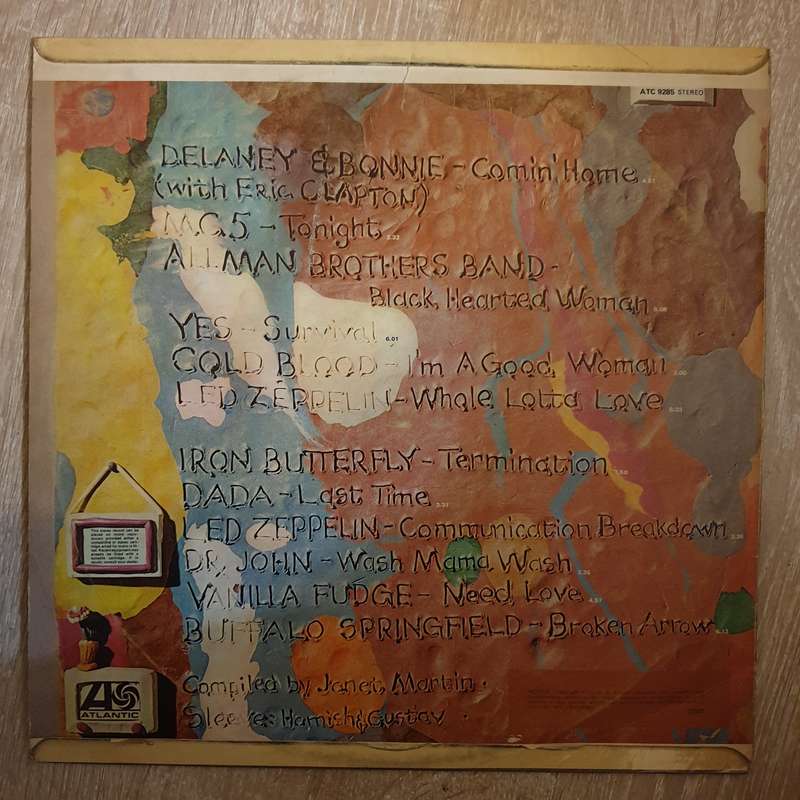 ATC 9285 STEREO
DELANEY & BONNIE - Comin' Home
(with Eric CLAPTON)
M.C.5 - Tonight
ALLMAN BROTHERS BAND -
Black Hearted Woman
YES - Survival 6.01
COLD BLOOD - I'm A Good Woman
LED ZEPPELIN - Whole Lotta Love
IRON BUTTERFLY - Termination
DADA - Last Time
LED ZEPPELIN - Communication Breakdown
DR. JOHN - Wash Mama Wash
VANILLA FUDGE - Need Love
BUFFALO SPRINGFIELD - Broken Arrow
Compiled by Janet Martin.
Sleeve: Hamish & Gustav
ATLANTIC